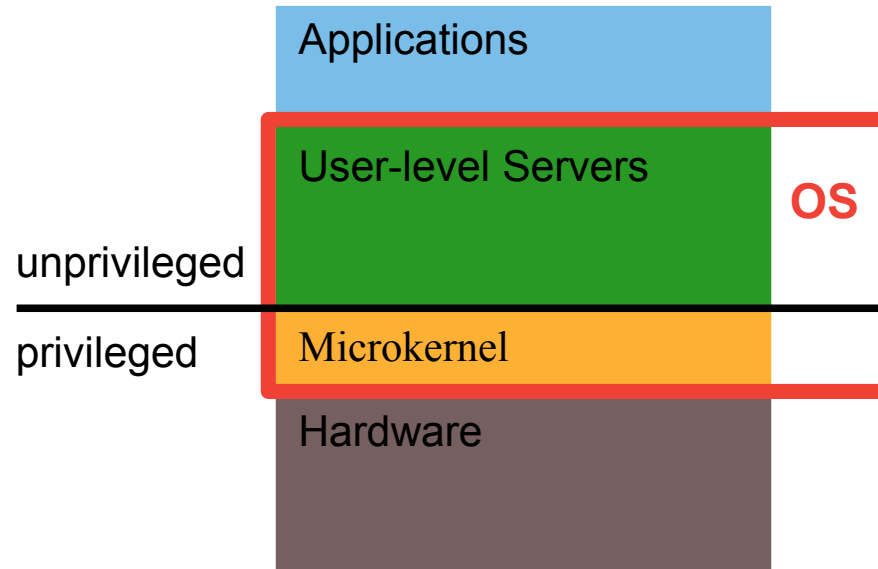 Applications
User-level Servers
OS
unprivileged
privileged
Microkernel
Hardware